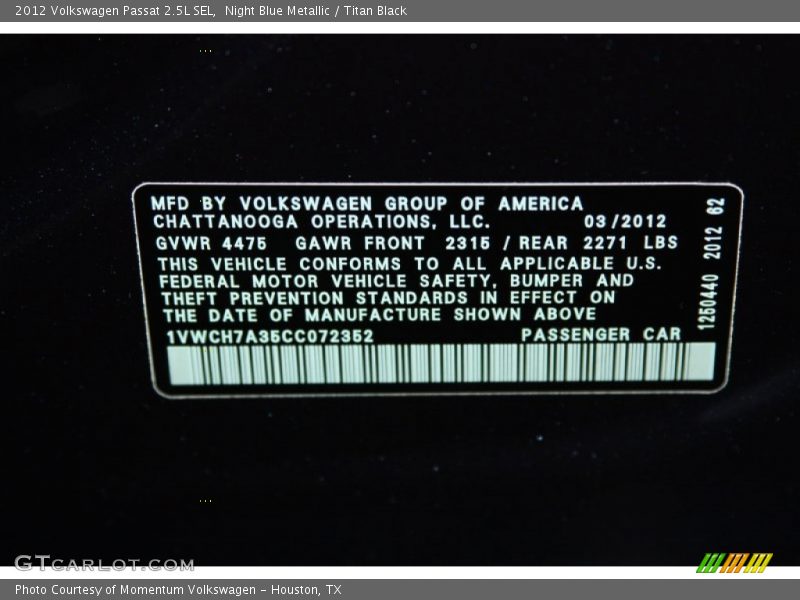 2012 Volkswagen Passat 2.5L SEL,  Night Blue Metallic / Titan Black
MFD BY VOLKSWAGEN GROUP OF AMERICA
CHATTANOOGA OPERATIONS, LLC. 03/2012
GVWR 4475 GAWR FRONT 2315 / REAR 2271 LBS
THIS VEHICLE CONFORMS TO ALL APPLICABLE U.S.
FEDERAL MOTOR VEHICLE SAFETY, BUMPER AND
THEFT PREVENTION STANDARDS IN EFFECT ON
THE DATE OF MANUFACTURE SHOWN ABOVE
1VWCH7A35CC072352 PASSENGER CAR
1250440 2012 62
GTCARLOT.COM
Photo Courtesy of Momentum Volkswagen - Houston, TX